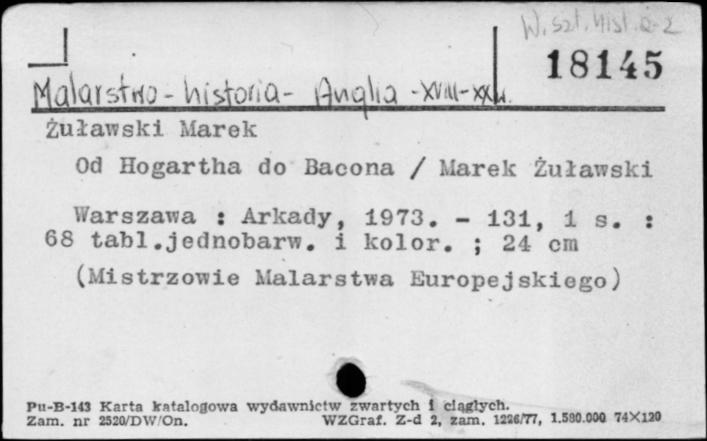 W. szt. hist. e-2
18145
Malarstwo - historia - Anglia - XVIII-XX w.
Żuławski Marek
Od Hogartha do Bacona / Marek Żuławski
Warszawa : Arkady, 1973. - 131, 1 s. :
68 tabl.jednobarw. i kolor. ; 24 cm
(Mistrzowie Malarstwa Europejskiego)
Pu-B-143 Karta katalogowa wydawnictw zwartych i ciągłych.
Zam. nr 2520/DW/On. WZGraf. Z-d 2, zam. 1226/77, 1.580.000 74X120